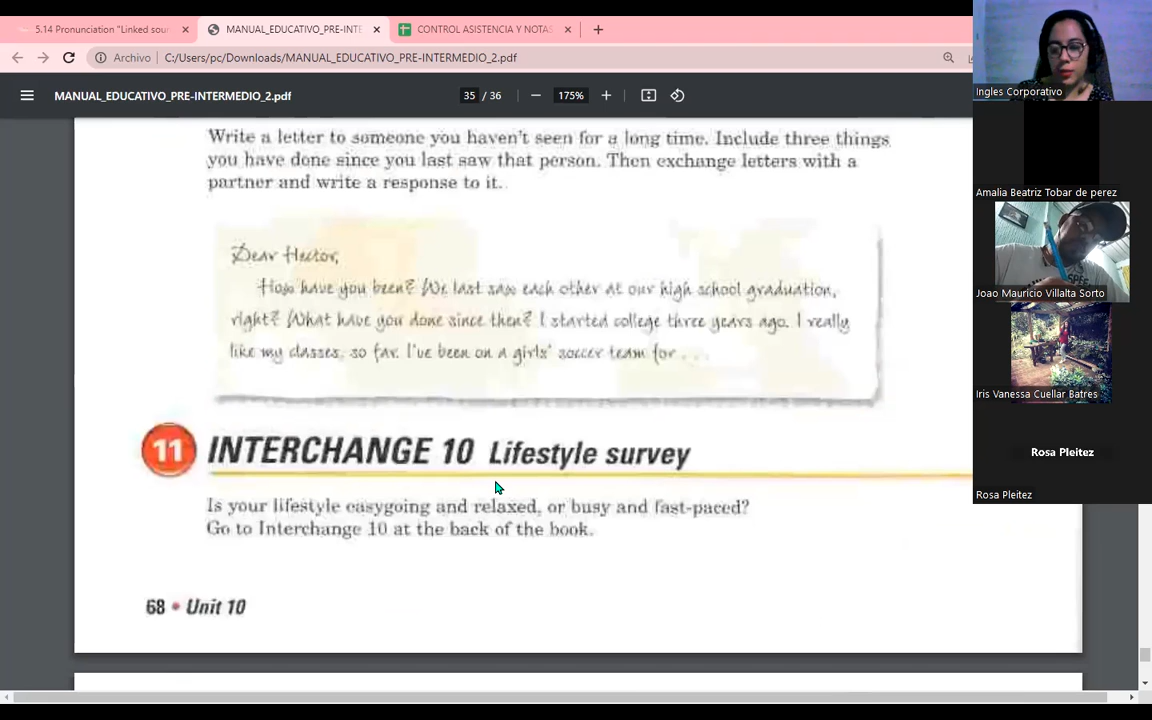 5.14 Pronunciation "Linked sour
MANUAL_EDUCATIVO_PRE-INTE
CONTROL ASISTENCIA Y NOTAS
Archivo
C:/Users/pc/Downloads/MANUAL_EDUCATIVO_PRE-INTERMEDIO_2.pdf
MANUAL_EDUCATIVO_PRE-INTERMEDIO_2.pdf
35 / 36
175%
Write a letter to someone you haven't seen for a long time. Include three things
you have done since you last saw that person. Then exchange letters with a
partner and write a response to it.
Dear Hector,
How have you been? We last saw each other at our high school graduation,
right? What have you done since then? I started college three years ago. I really
like my classes, so far. I've been on a girls' soccer team for . . .
11 INTERCHANGE 10 Lifestyle survey
Is your lifestyle easygoing and relaxed, or busy and fast-paced?
Go to Interchange 10 at the back of the book.
68 • Unit 10
Ingles Corporativo
Amalia Beatriz Tobar de perez
Joao Mauricio Villalta Sorto
Iris Vanessa Cuellar Batres
Rosa Pleitez
Rosa Pleitez